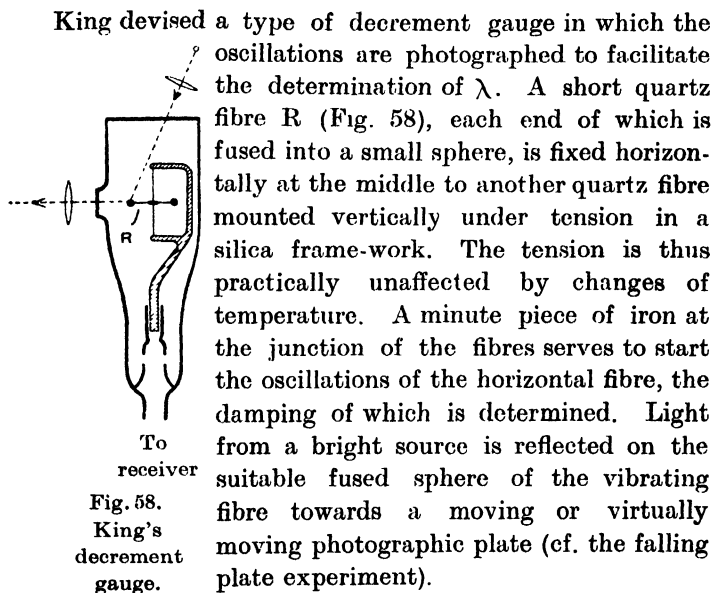 King devised a type of decrement gauge in which the
oscillations are photographed to facilitate
the determination of λ. A short quartz
fibre R (Fig. 58), each end of which is
fused into a small sphere, is fixed horizon-
tally at the middle to another quartz fibre
mounted vertically under tension in a
silica frame-work. The tension is thus
practically unaffected by changes of
temperature. A minute piece of iron at
the junction of the fibres serves to start
the oscillations of the horizontal fibre, the
damping of which is determined. Light
from a bright source is reflected on the
suitable fused sphere of the vibrating
fibre towards a moving or virtually
moving photographic plate (cf. the falling
plate experiment).
R
To
receiver
Fig. 58.
King's
decrement
gauge.